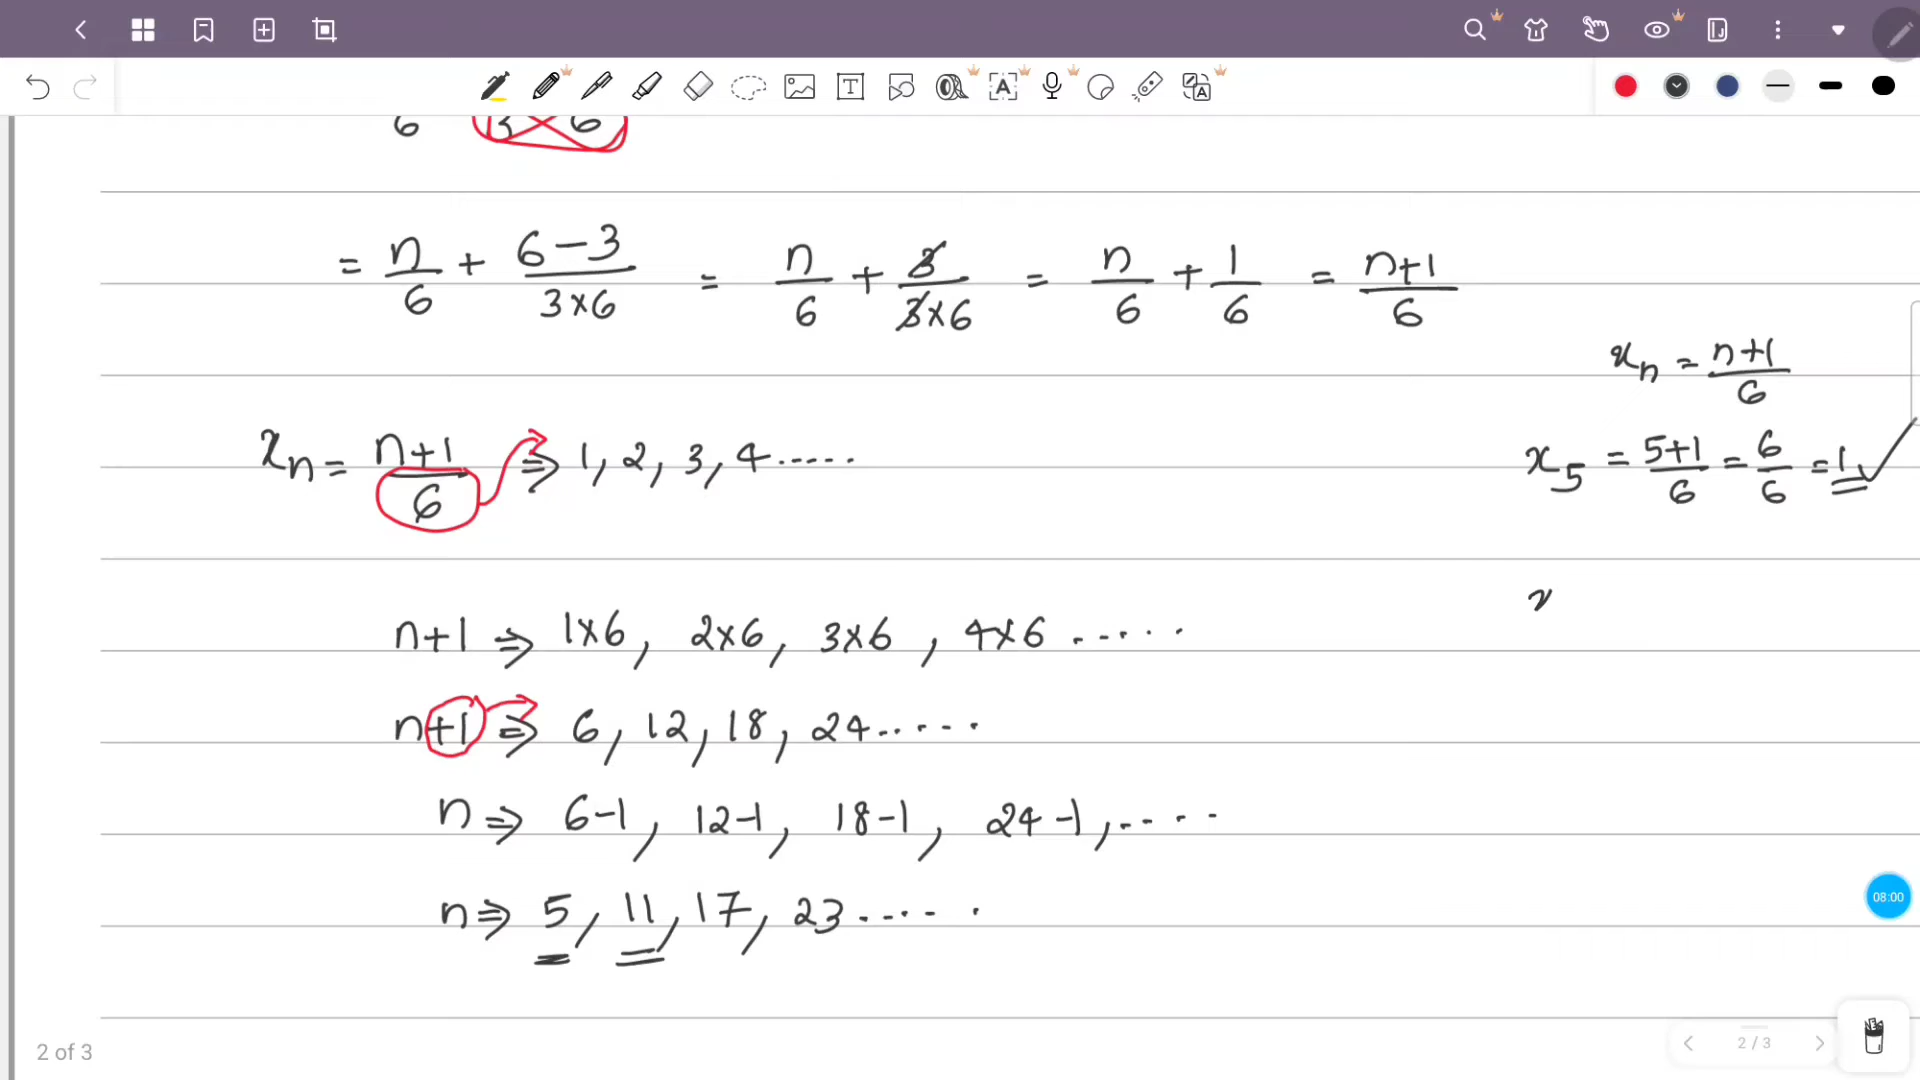 6 3 × 6
= n/6 + (6-3)/(3×6) = n/6 + 3/(3×6) = n/6 + 1/6 = (n+1)/6
xn = (n+1)/6
xn = (n+1)/6 ⇒ 1, 2, 3, 4.....
x5 = (5+1)/6 = 6/6 = 1
x
n+1 ⇒ 1×6, 2×6, 3×6, 4×6 .....
n+1 ⇒ 6, 12, 18, 24.....
n ⇒ 6-1, 12-1, 18-1, 24-1, ....
n ⇒ 5, 11, 17, 23.....
08:00
2 of 3
2 / 3